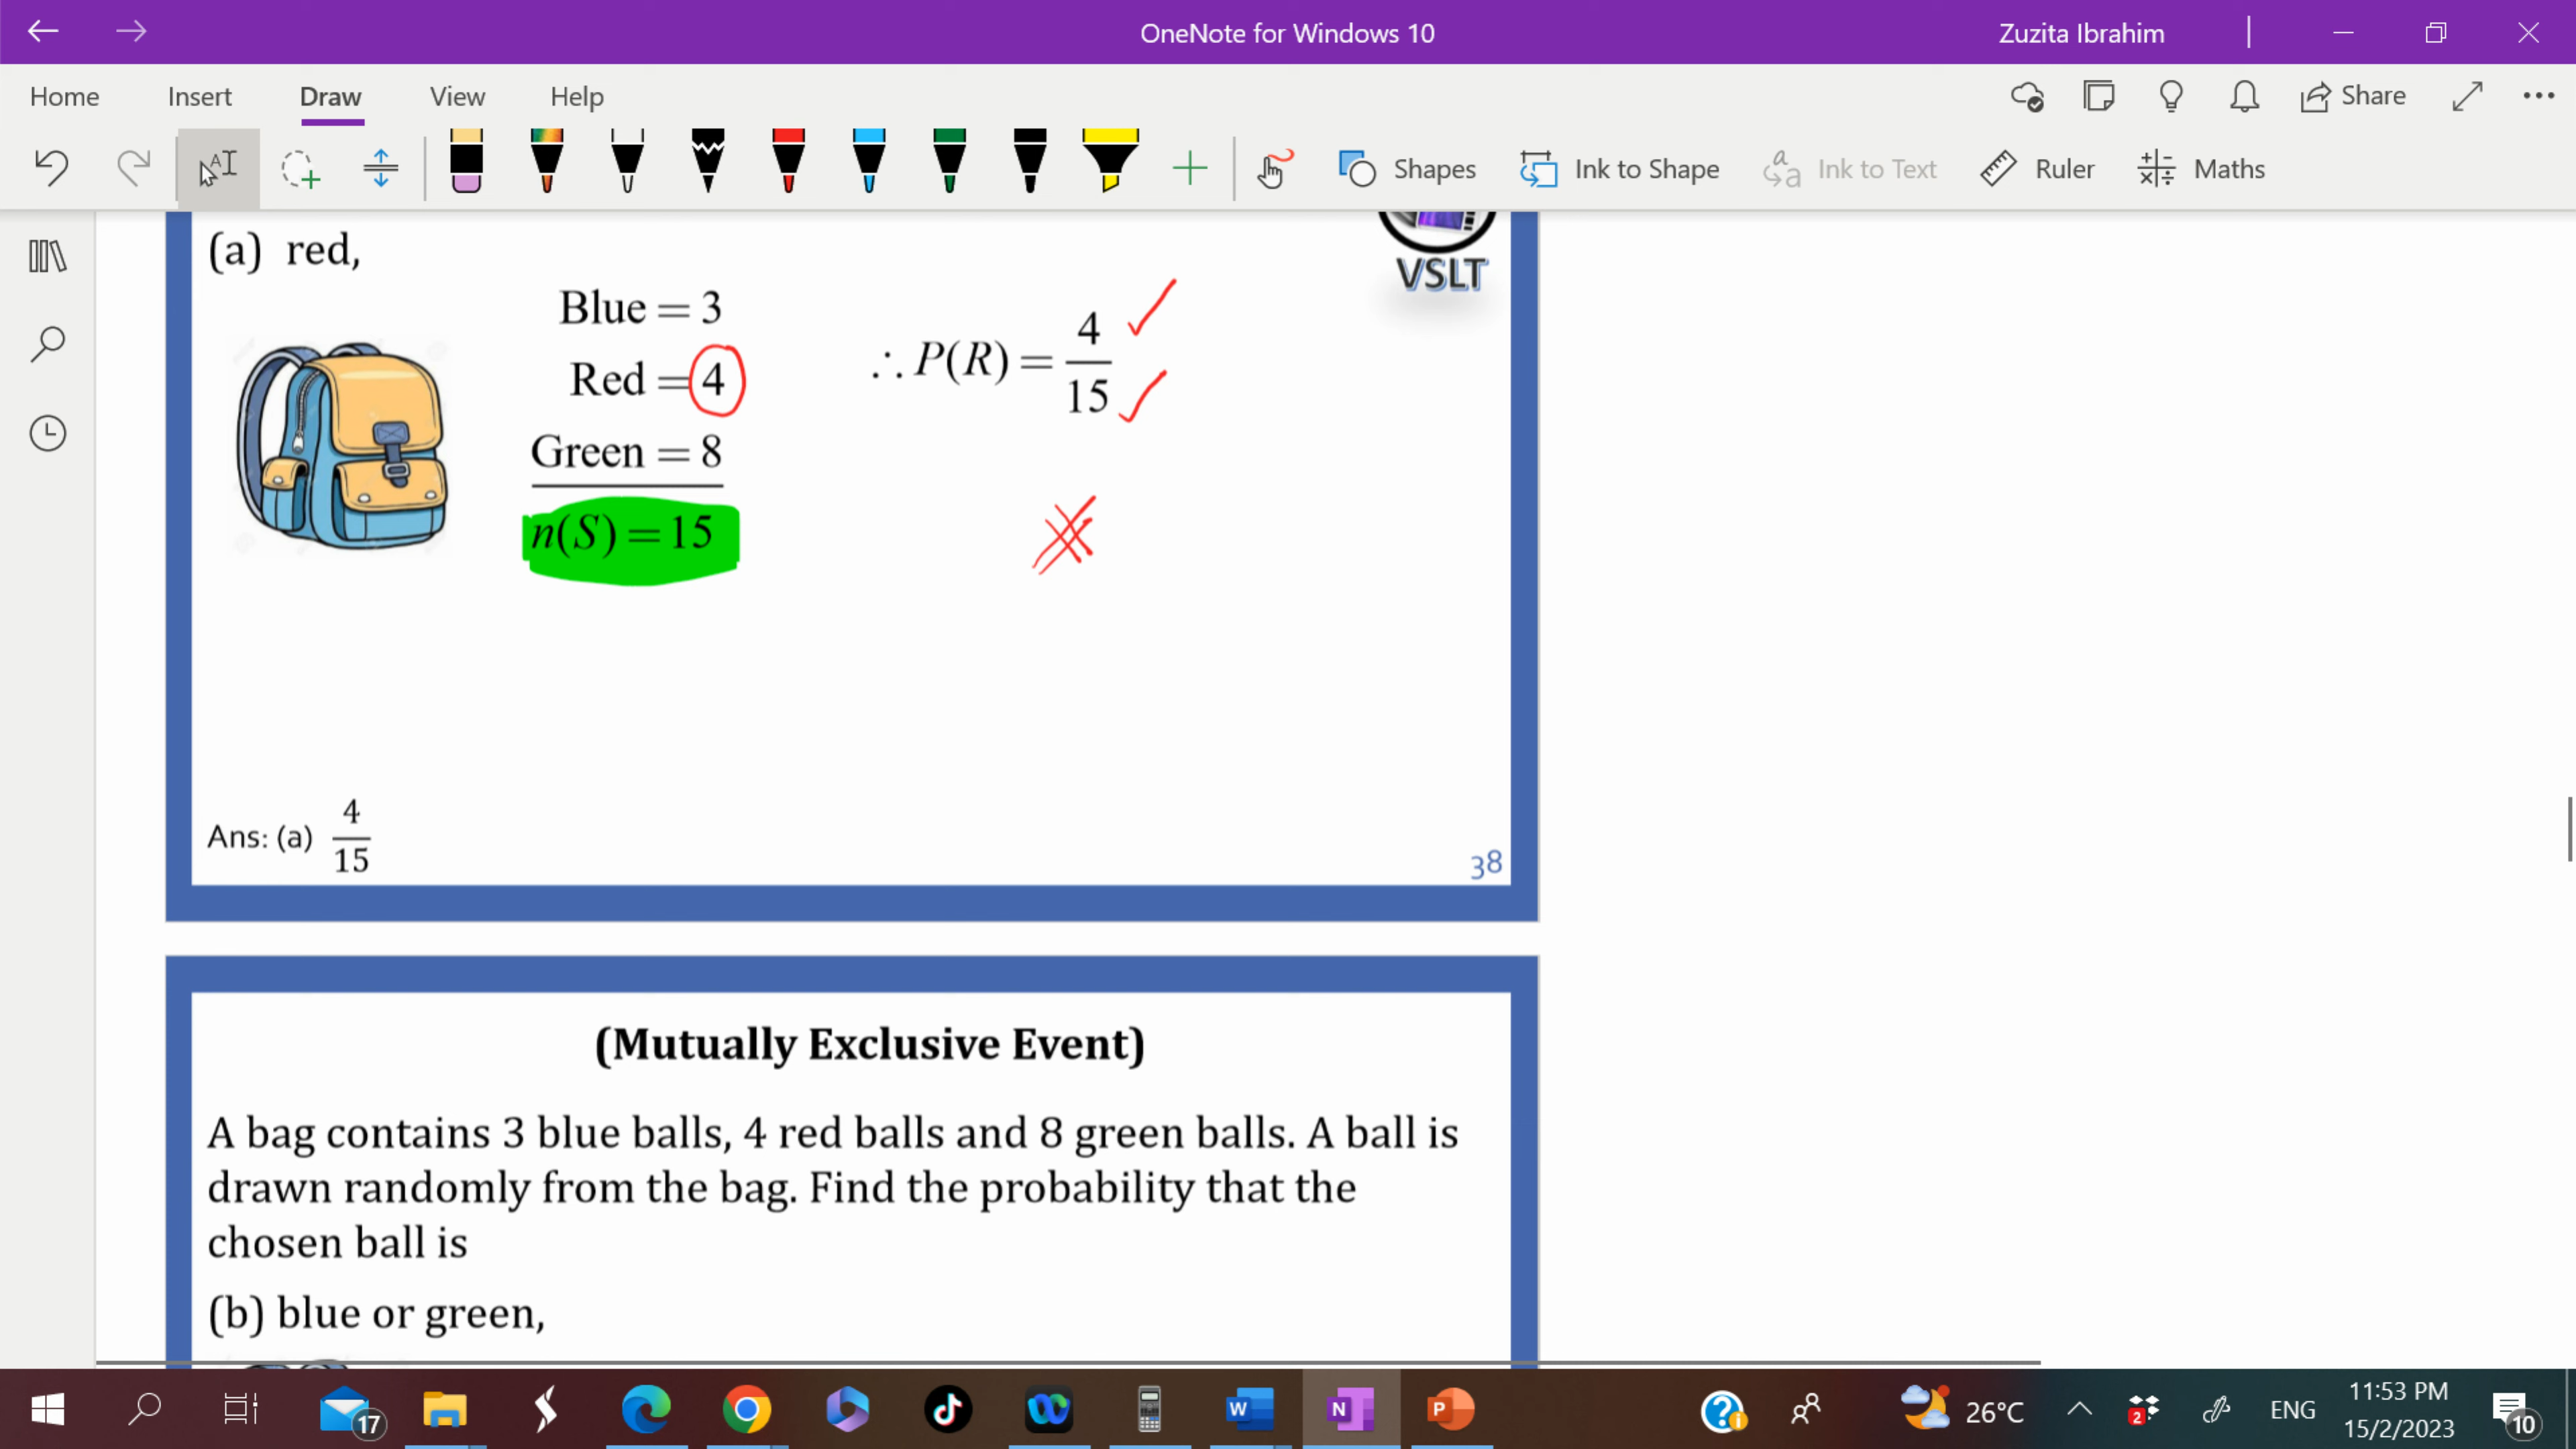 OneNote for Windows 10
Zuzita Ibrahim
Home Insert Draw View Help
Share
Shapes
Ink to Shape
Ink to Text
Ruler
Maths
(a) red,
VSLT
Blue = 3
Red = 4
Green = 8
n(S) = 15
∴ P(R) = 4/15
Ans: (a) 4/15
38
(Mutually Exclusive Event)
A bag contains 3 blue balls, 4 red balls and 8 green balls. A ball is
drawn randomly from the bag. Find the probability that the
chosen ball is
(b) blue or green,
17
W
N
P
26°C
2
ENG
11:53 PM
15/2/2023
10